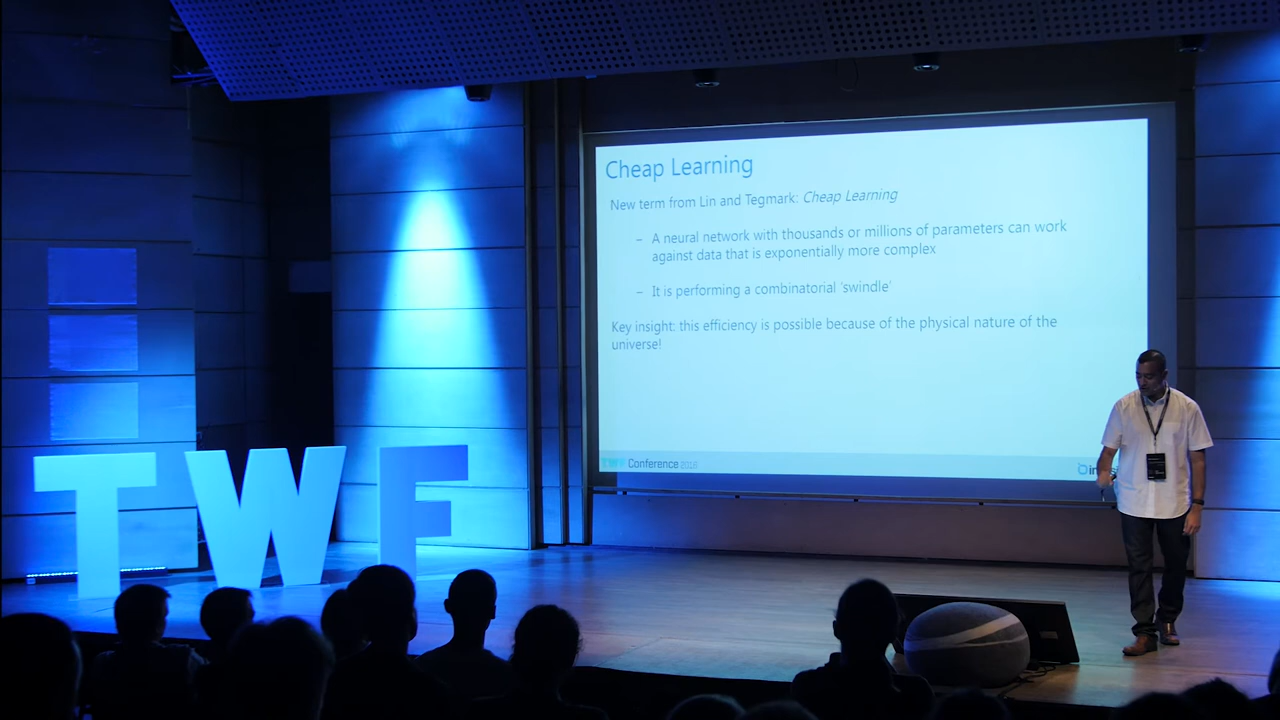 Cheap Learning
New term from Lin and Tegmark: Cheap Learning
– A neural network with thousands or millions of parameters can work
against data that is exponentially more complex
– It is performing a combinatorial ‘swindle’
Key insight: this efficiency is possible because of the physical nature of the
universe!
TWF Conference 2018
TWF